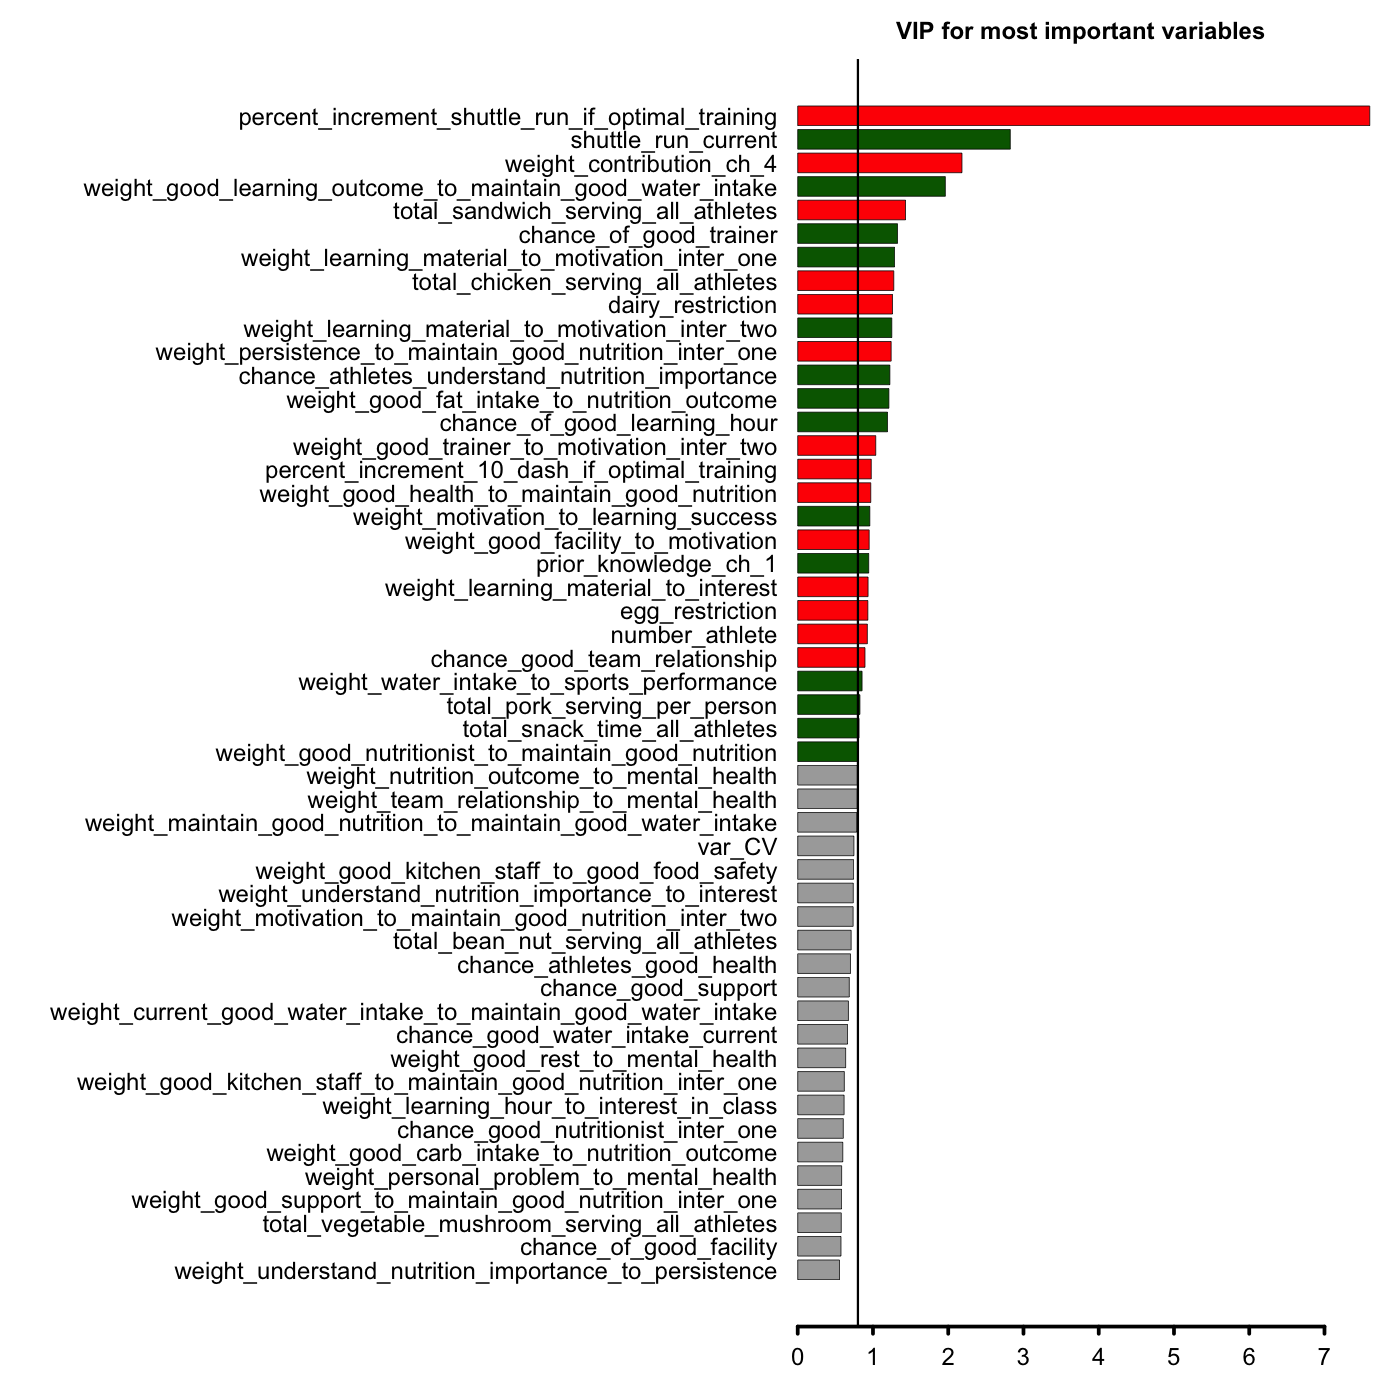 VIP for most important variables
percent_increment_shuttle_run_if_optimal_training
shuttle_run_current
weight_contribution_ch_4
weight_good_learning_outcome_to_maintain_good_water_intake
total_sandwich_serving_all_athletes
chance_of_good_trainer
weight_learning_material_to_motivation_inter_one
total_chicken_serving_all_athletes
dairy_restriction
weight_learning_material_to_motivation_inter_two
weight_persistence_to_maintain_good_nutrition_inter_one
chance_athletes_understand_nutrition_importance
weight_good_fat_intake_to_nutrition_outcome
chance_of_good_learning_hour
weight_good_trainer_to_motivation_inter_two
percent_increment_10_dash_if_optimal_training
weight_good_health_to_maintain_good_nutrition
weight_motivation_to_learning_success
weight_good_facility_to_motivation
prior_knowledge_ch_1
weight_learning_material_to_interest
egg_restriction
number_athlete
chance_good_team_relationship
weight_water_intake_to_sports_performance
total_pork_serving_per_person
total_snack_time_all_athletes
weight_good_nutritionist_to_maintain_good_nutrition
weight_nutrition_outcome_to_mental_health
weight_team_relationship_to_mental_health
weight_maintain_good_nutrition_to_maintain_good_water_intake
var_CV
weight_good_kitchen_staff_to_good_food_safety
weight_understand_nutrition_importance_to_interest
weight_motivation_to_maintain_good_nutrition_inter_two
total_bean_nut_serving_all_athletes
chance_athletes_good_health
chance_good_support
weight_current_good_water_intake_to_maintain_good_water_intake
chance_good_water_intake_current
weight_good_rest_to_mental_health
weight_good_kitchen_staff_to_maintain_good_nutrition_inter_one
weight_learning_hour_to_interest_in_class
chance_good_nutritionist_inter_one
weight_good_carb_intake_to_nutrition_outcome
weight_personal_problem_to_mental_health
weight_good_support_to_maintain_good_nutrition_inter_one
total_vegetable_mushroom_serving_all_athletes
chance_of_good_facility
weight_understand_nutrition_importance_to_persistence
0 1 2 3 4 5 6 7